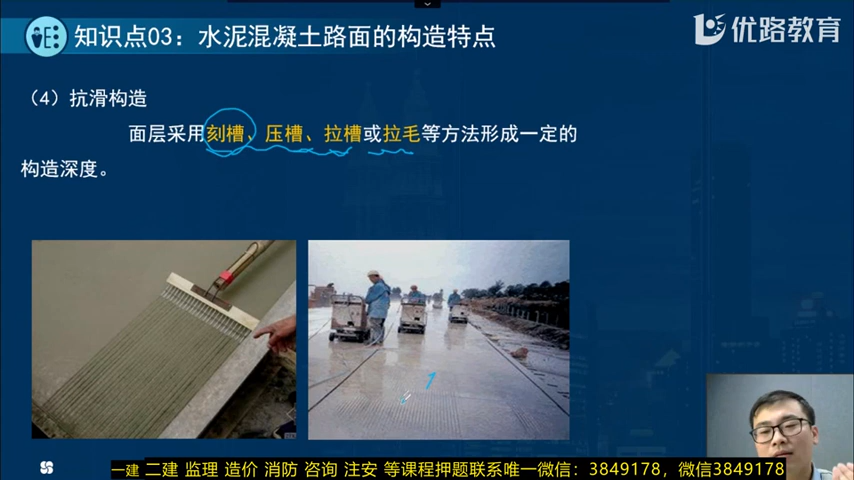 知识点03：水泥混凝土路面的构造特点
优路教育
（4）抗滑构造
面层采用刻槽、压槽、拉槽或拉毛等方法形成一定的
构造深度。
一建 二建 监理 造价 消防 咨询 注安 等课程押题联系唯一微信：3849178，微信3849178